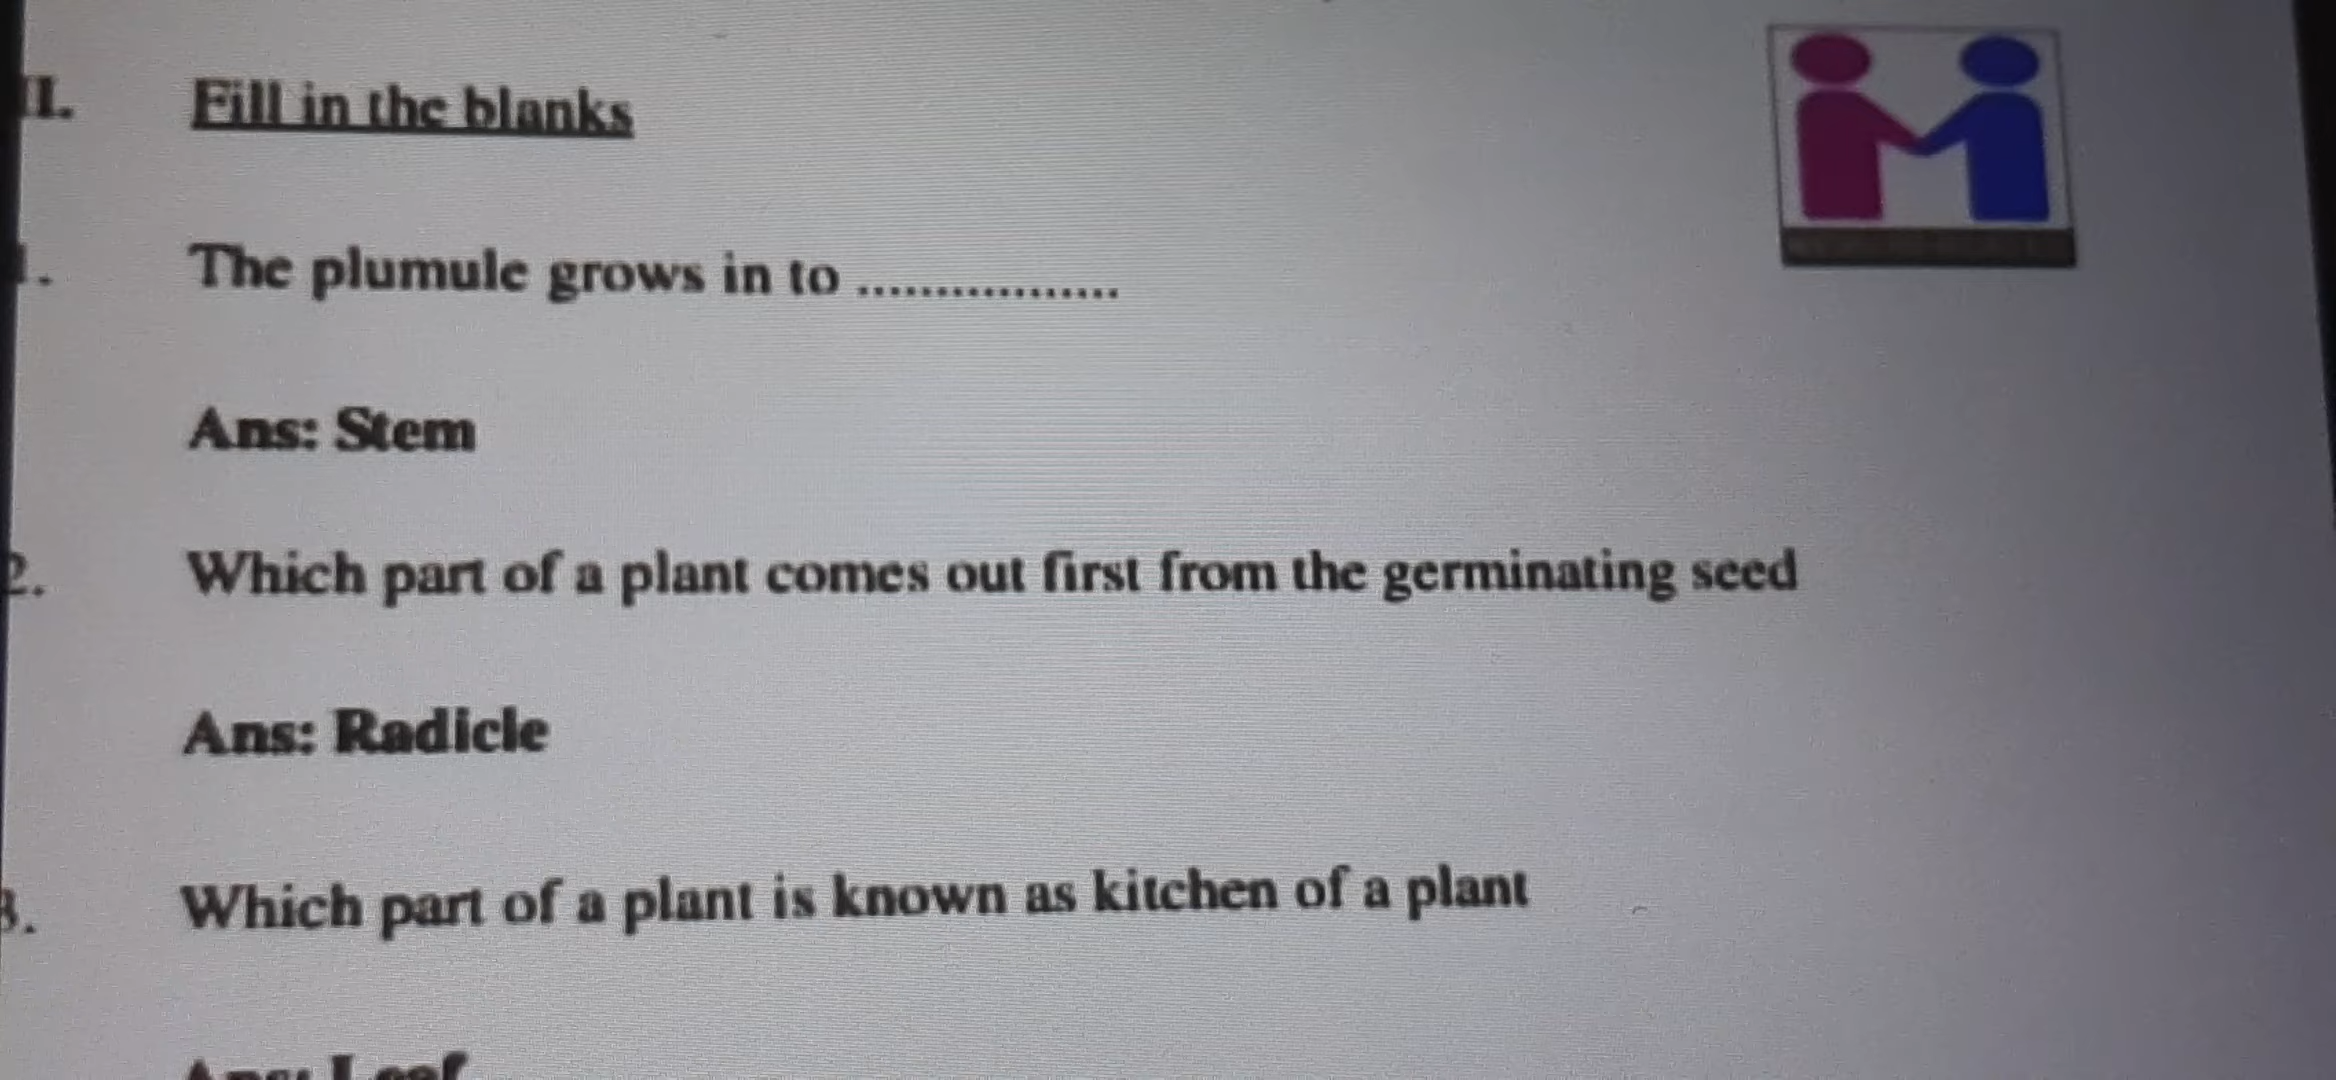 II. Fill in the blanks
1. The plumule grows in to .................
Ans: Stem
2. Which part of a plant comes out first from the germinating seed
Ans: Radicle
3. Which part of a plant is known as kitchen of a plant
Ans: Leaf